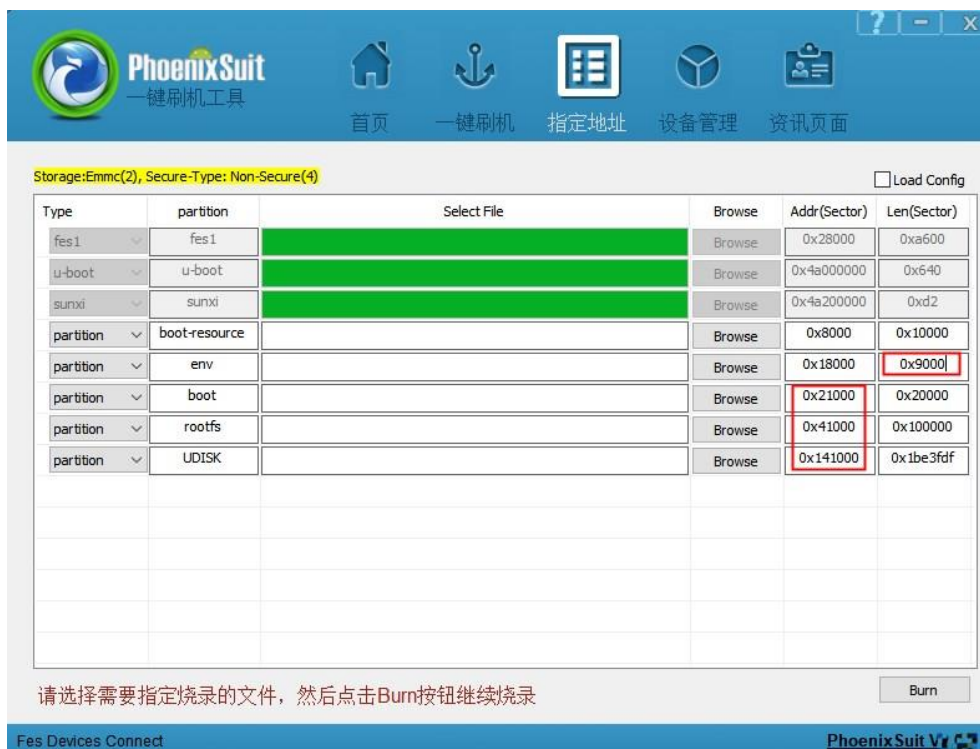 ? - X
PhoenixSuit
一键刷机工具
首页 一键刷机 指定地址 设备管理 资讯页面
Storage:Emmc(2), Secure-Type: Non-Secure(4)
Load Config
Type partition Select File Browse Addr(Sector) Len(Sector)
fes1 fes1 Browse 0x28000 0xa600
u-boot u-boot Browse 0x4a000000 0x640
sunxi sunxi Browse 0x4a200000 0xd2
partition boot-resource Browse 0x8000 0x10000
partition env Browse 0x18000 0x9000
partition boot Browse 0x21000 0x20000
partition rootfs Browse 0x41000 0x100000
partition UDISK Browse 0x141000 0x1be3fdf
请选择需要指定烧录的文件，然后点击Burn按钮继续烧录
Burn
Fes Devices Connect
PhoenixSuit